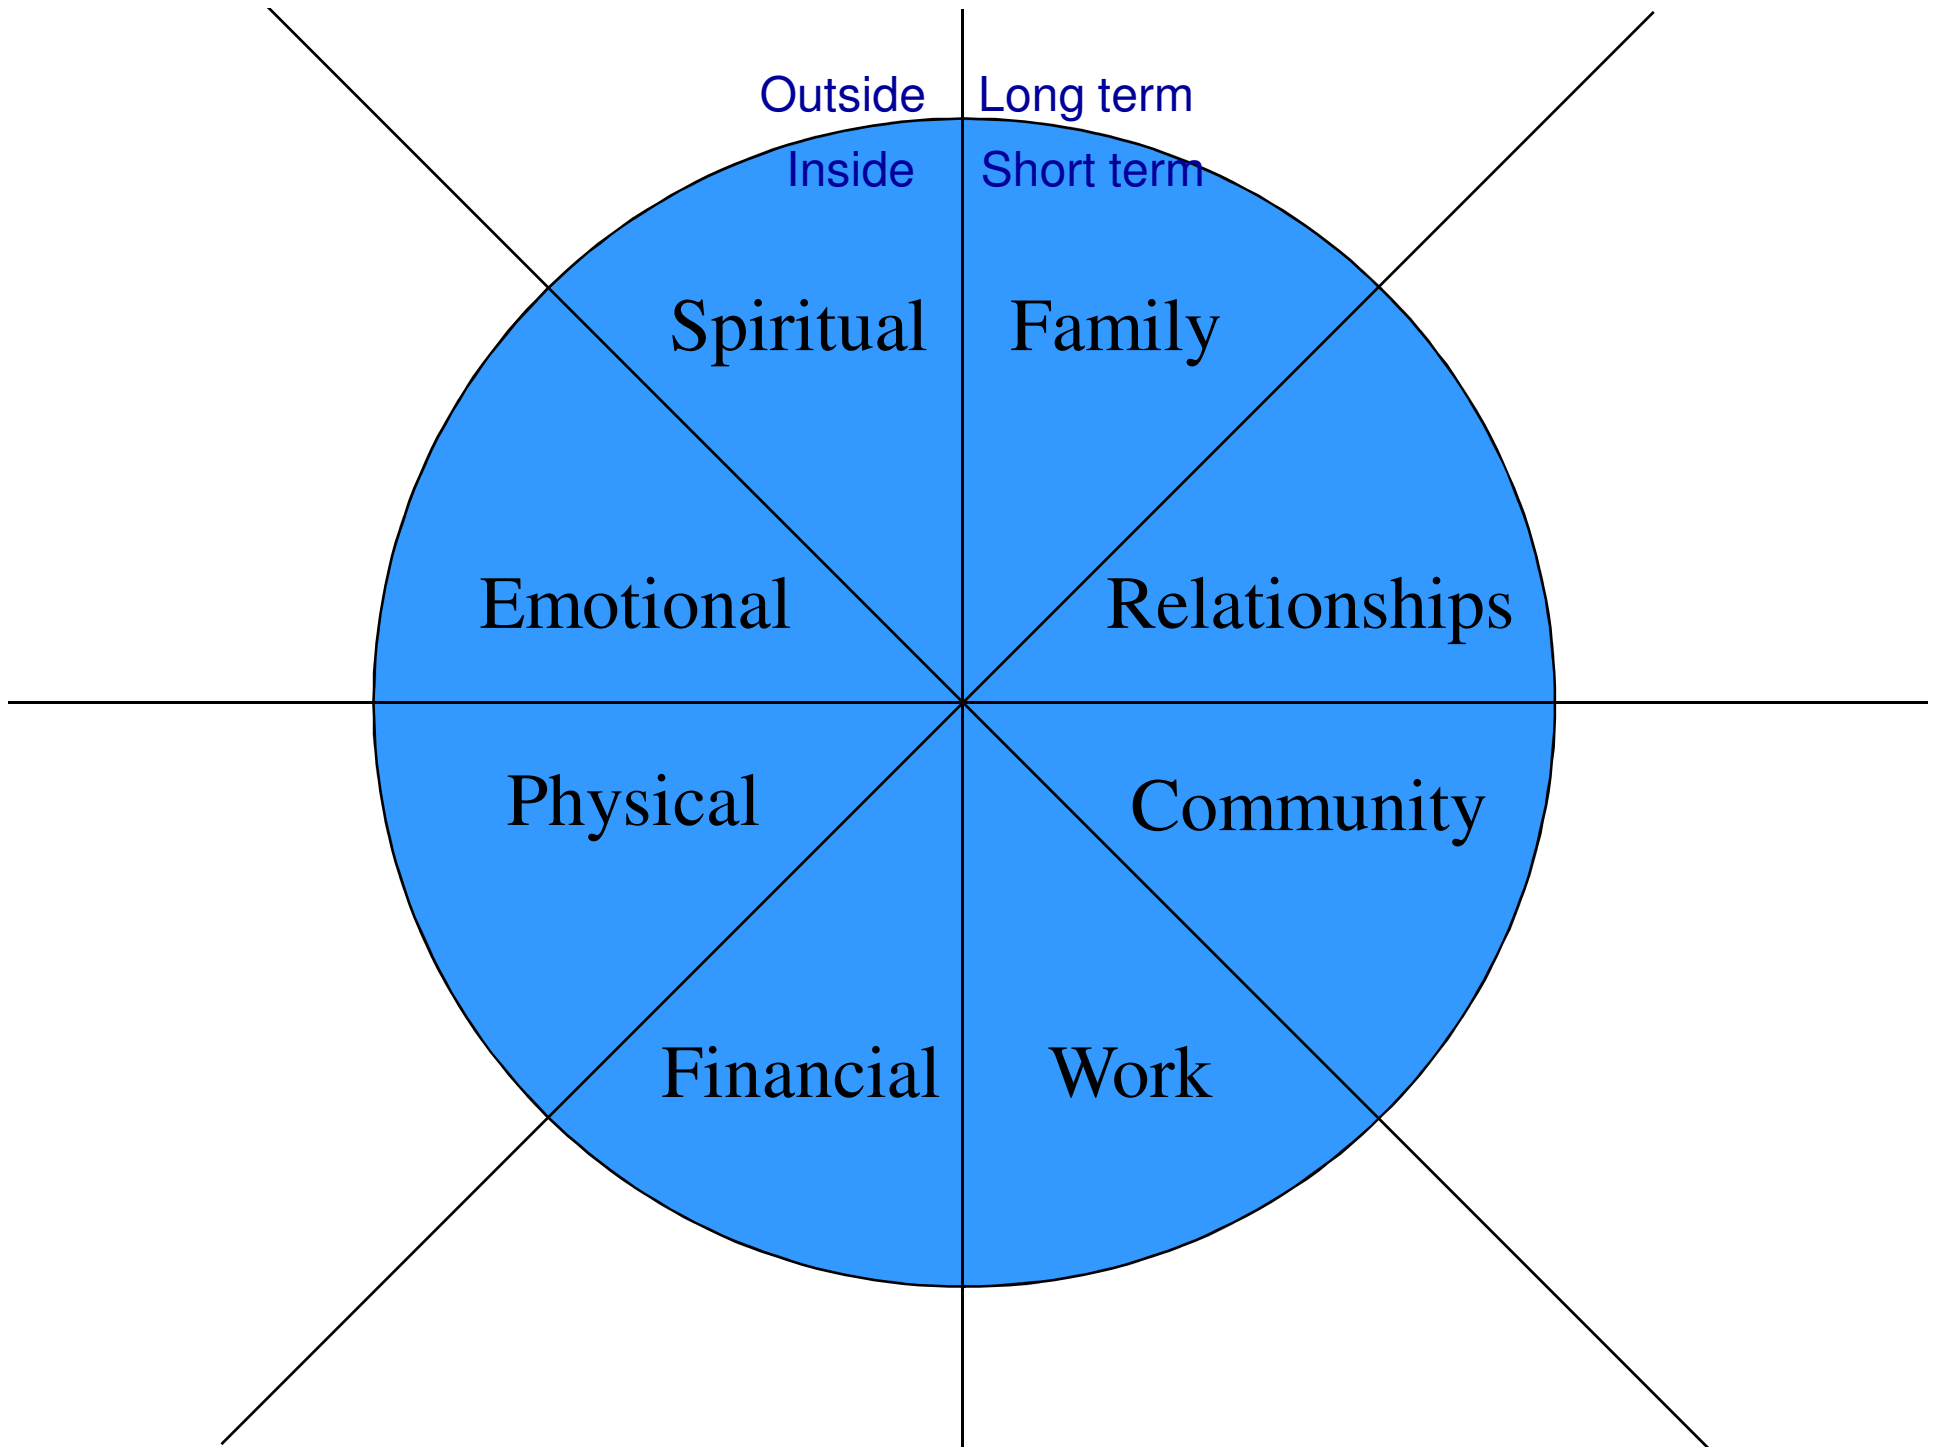 Outside Long term
Inside Short term
Spiritual Family
Emotional Relationships
Physical Community
Financial Work